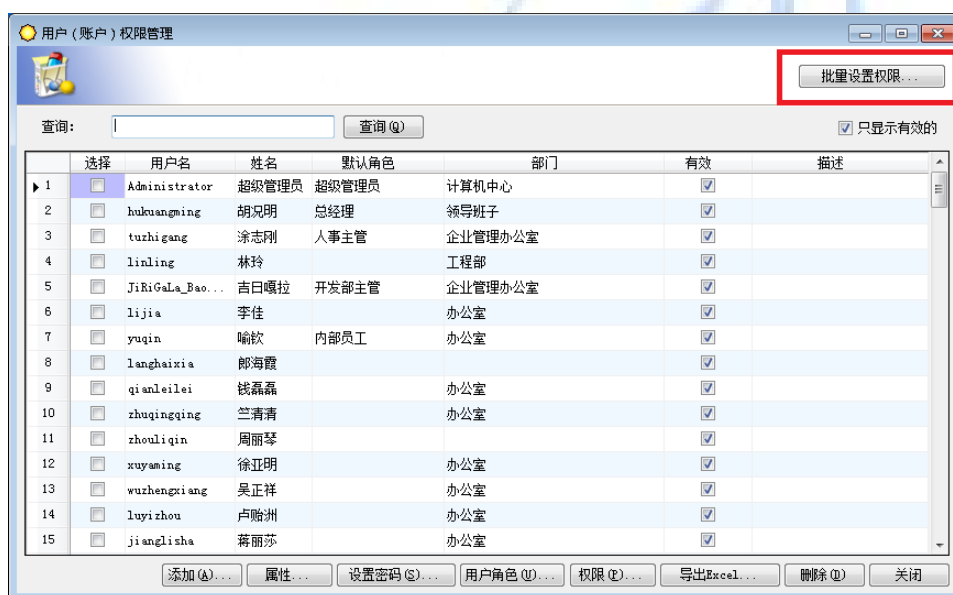 用户(账户)权限管理
批量设置权限...
查询: 查询(Q) 只显示有效的
选择 用户名 姓名 默认角色 部门 有效 描述
1 Administrator 超级管理员 超级管理员 计算机中心
2 hukuangming 胡况明 总经理 领导班子
3 tuzhigang 涂志刚 人事主管 企业管理办公室
4 linling 林玲 工程部
5 JiRiGaLa_Bao... 吉日嘎拉 开发部主管 企业管理办公室
6 lijia 李佳 办公室
7 yuqin 喻钦 内部员工 办公室
8 langhaixia 郎海霞
9 qianleilei 钱磊磊 办公室
10 zhuqingqing 竺清清 办公室
11 zhouliqin 周丽琴
12 xuyaming 徐亚明 办公室
13 wuzhengxiang 吴正祥 办公室
14 luyizhou 卢贻洲 办公室
15 jianglisha 蒋丽莎 办公室
添加(A)... 属性... 设置密码(S)... 用户角色(U)... 权限(P)... 导出Excel... 删除(D) 关闭